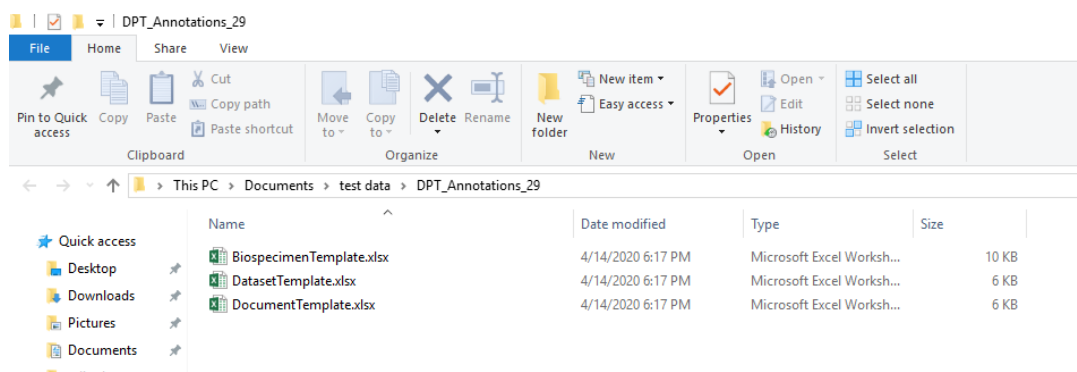 DPT_Annotations_29
File Home Share View
Pin to Quick access
Copy
Paste
Cut
Copy path
Paste shortcut
Clipboard
Move to
Copy to
Delete
Rename
Organize
New folder
New item
Easy access
New
Properties
Open
Edit
History
Open
Select all
Select none
Invert selection
Select
This PC > Documents > test data > DPT_Annotations_29
Name Date modified Type Size
Quick access
Desktop
Downloads
Pictures
Documents
BiospecimenTemplate.xlsx 4/14/2020 6:17 PM Microsoft Excel Worksh... 10 KB
DatasetTemplate.xlsx 4/14/2020 6:17 PM Microsoft Excel Worksh... 6 KB
DocumentTemplate.xlsx 4/14/2020 6:17 PM Microsoft Excel Worksh... 6 KB